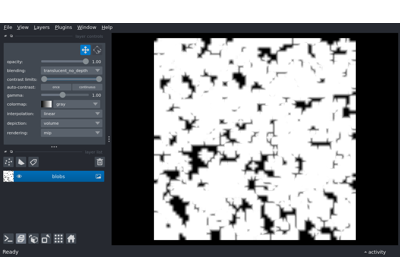 File View Layers Plugins Window Help
opacity: 1.00
blending: translucent_no_depth
contrast limits:
auto-contrast: once continuous
gamma: 1.00
colormap: gray
interpolation: linear
depiction: volume
rendering: mip
blobs
Ready activity